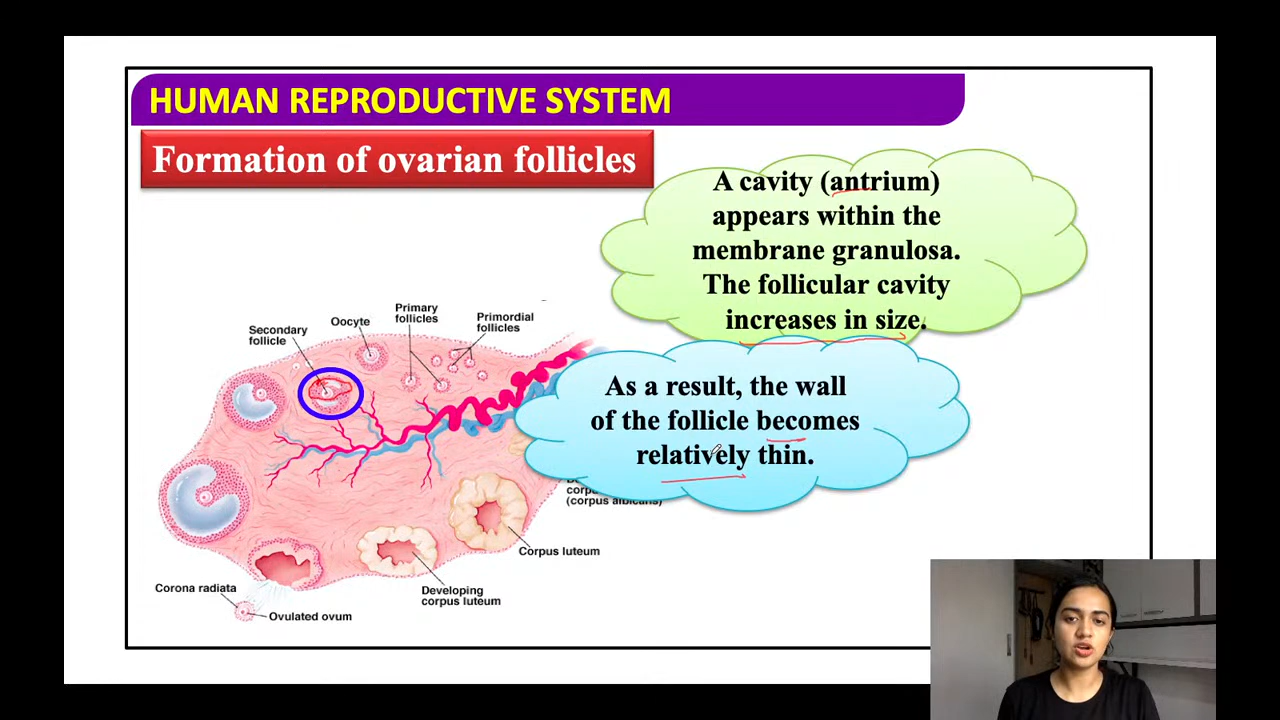 HUMAN REPRODUCTIVE SYSTEM
Formation of ovarian follicles
A cavity (antrium)
appears within the
membrane granulosa.
The follicular cavity
increases in size.
As a result, the wall
of the follicle becomes
relatively thin.
Secondary
follicle
Oocyte
Primary
follicles
Primordial
follicles
(corpus albicans)
Corpus luteum
Developing
corpus luteum
Corona radiata
Ovulated ovum